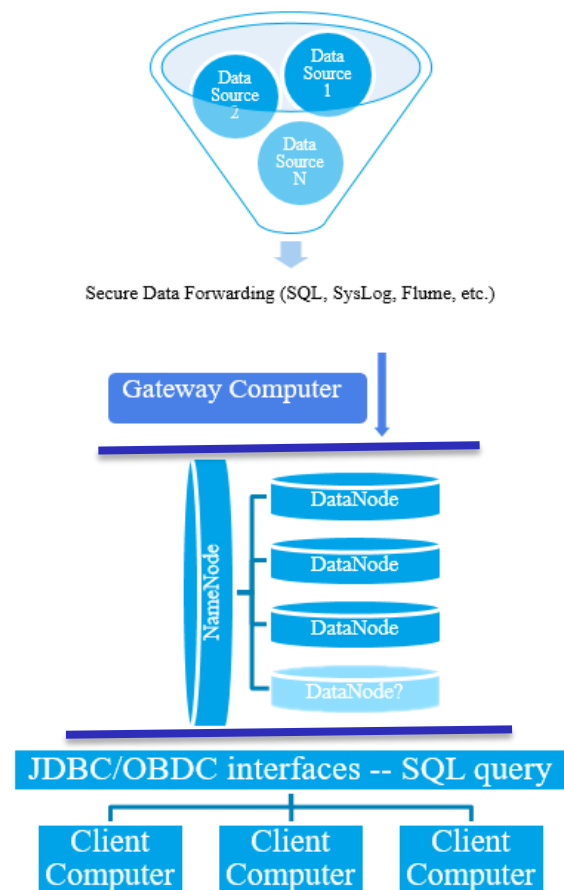 Data
Source
1
Data
Source
2
Data
Source
N
Secure Data Forwarding (SQL, SysLog, Flume, etc.)
Gateway Computer
NameNode
DataNode
DataNode
DataNode
DataNode?
JDBC/OBDC interfaces -- SQL query
Client
Computer
Client
Computer
Client
Computer